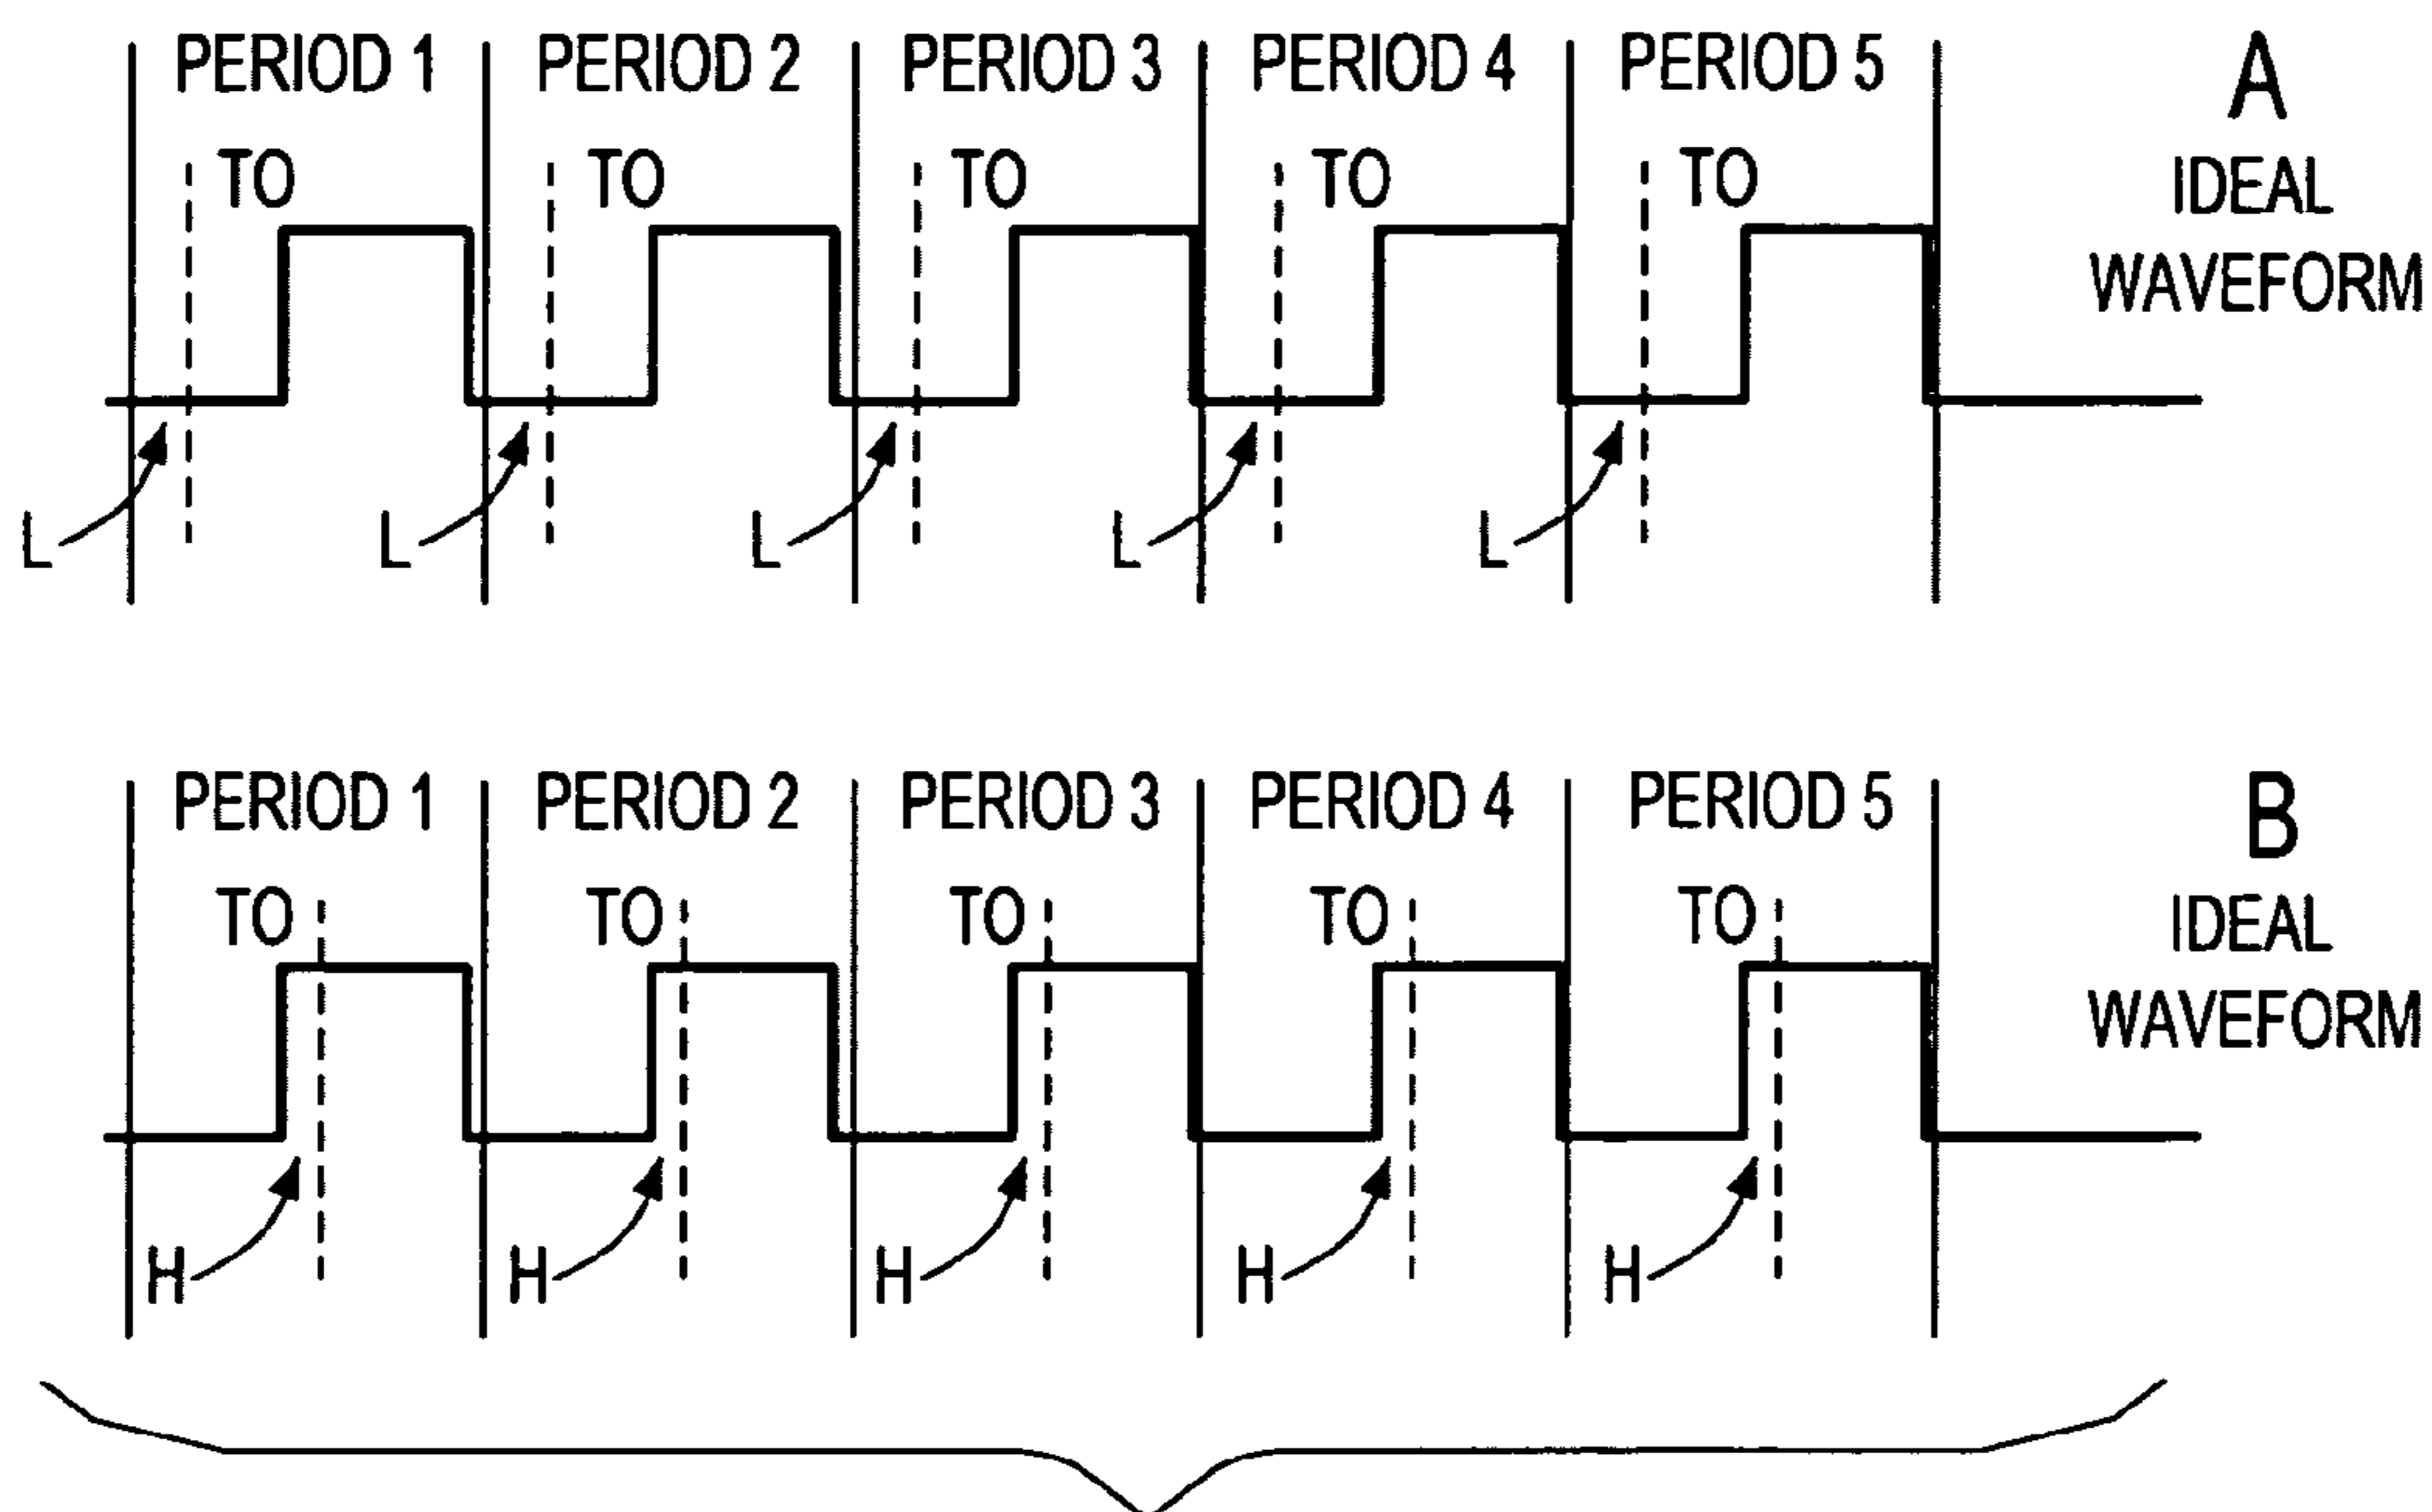 PERIOD 1 PERIOD 2 PERIOD 3 PERIOD 4 PERIOD 5 A
TO TO TO TO TO IDEAL
WAVEFORM
L L L L L
PERIOD 1 PERIOD 2 PERIOD 3 PERIOD 4 PERIOD 5 B
TO TO TO TO TO IDEAL
WAVEFORM
H H H H H